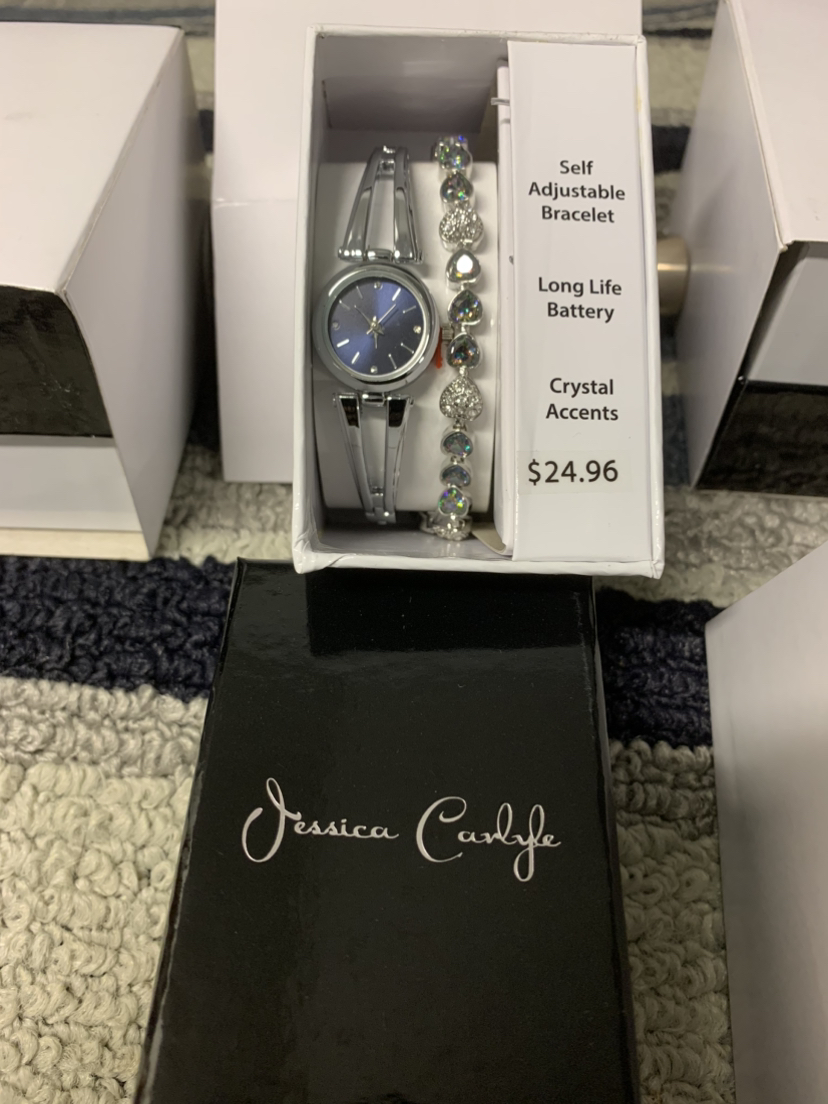 Self
Adjustable
Bracelet
Long Life
Battery
Crystal
Accents
$24.96
Jessica Carlyle